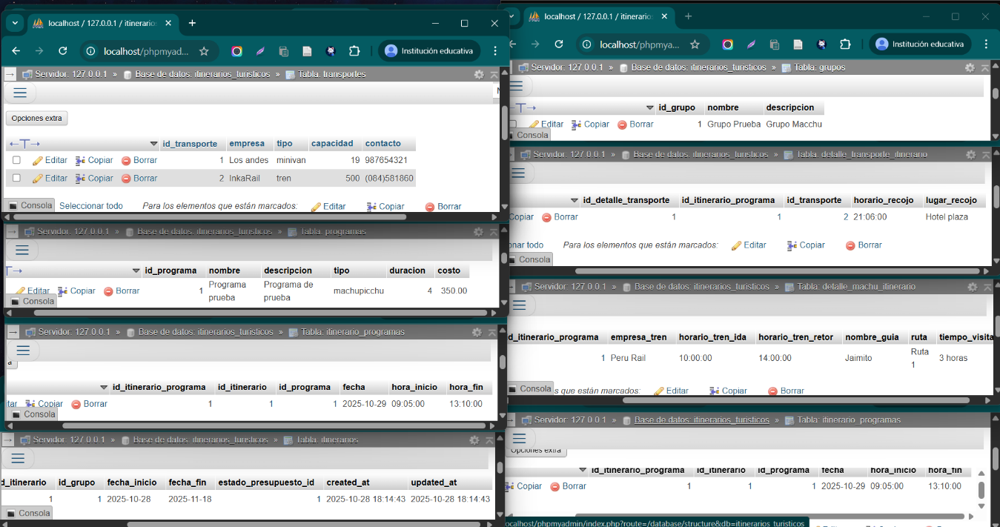 localhost / 127.0.0.1 / itinerario
localhost/phpmyad...
Institución educativa
Servidor: 127.0.0.1 » Base de datos: itinerarios_turisticos » Tabla: transportes
Opciones extra
id_transporte empresa tipo capacidad contacto
Editar Copiar Borrar 1 Los andes minivan 19 987654321
Editar Copiar Borrar 2 InkaRail tren 500 (084)581860
Consola Seleccionar todo Para los elementos que están marcados: Editar Copiar Borrar
Servidor: 127.0.0.1 » Base de datos: itinerarios_turisticos » Tabla: programas
id_programa nombre descripcion tipo duracion costo
Editar Copiar Borrar 1 Programa prueba Programa de prueba machupicchu 4 350.00
Consola
Servidor: 127.0.0.1 » Base de datos: itinerarios_turisticos » Tabla: itinerario_programas
a
id_itinerario_programa id_itinerario id_programa fecha hora_inicio hora_fin
tar Copiar Borrar 1 1 1 2025-10-29 09:05:00 13:10:00
Consola
Servidor: 127.0.0.1 » Base de datos: itinerarios_turisticos » Tabla: itinerarios
d_itinerario id_grupo fecha_inicio fecha_fin estado_presupuesto_id created_at updated_at
1 1 2025-10-28 2025-11-18 1 2025-10-28 18:14:43 2025-10-28 18:14:43
Consola
localhost / 127.0.0.1 / itinerario
localhost/phpmya...
Institución educativa
Servidor: 127.0.0.1 » Base de datos: itinerarios_turisticos » Tabla: grupos
id_grupo nombre descripcion
Editar Copiar Borrar 1 Grupo Prueba Grupo Macchu
Consola
Servidor: 127.0.0.1 » Base de datos: itinerarios_turisticos » Tabla: detalle_transporte_itinerario
id_detalle_transporte id_itinerario_programa id_transporte horario_recojo lugar_recojo
Copiar Borrar 1 1 2 21:06:00 Hotel plaza
onar todo Para los elementos que están marcados: Editar Copiar Borrar
Consola
Servidor: 127.0.0.1 » Base de datos: itinerarios_turisticos » Tabla: detalle_machu_itinerario
d_itinerario_programa empresa_tren horario_tren_ida horario_tren_retor nombre_guia ruta tiempo_visita
1 Peru Rail 10:00:00 14:00:00 Jaimito Ruta 1 3 horas
Consola s que están marcados: Editar Copiar Borrar
Servidor: 127.0.0.1 » Base de datos: itinerarios_turisticos » Tabla: itinerario_programas
Opciones extra
id_itinerario_programa id_itinerario id_programa fecha hora_inicio hora_fin
Copiar Borrar 1 1 1 2025-10-29 09:05:00 13:10:00
localhost/phpmyadmin/index.php?route=/database/structure&db=itinerarios_turisticos